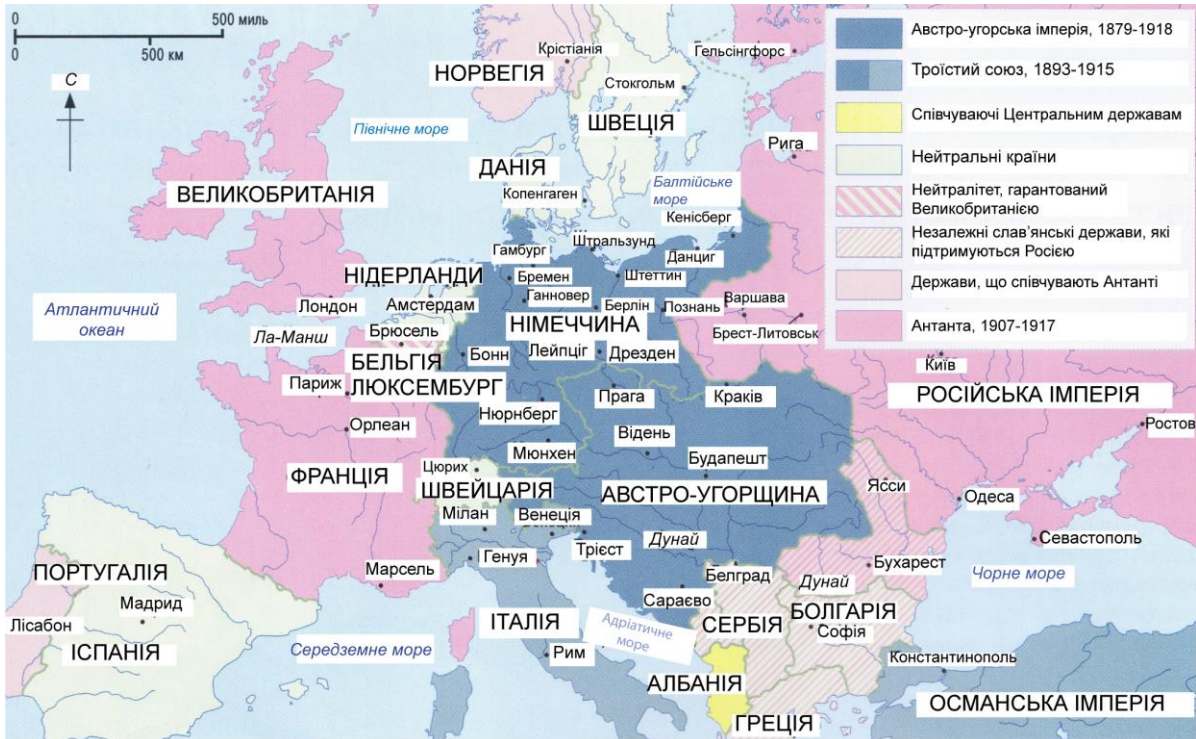 0 500 миль
0 500 км
С
Австро-угорська імперія, 1879-1918
Троїстий союз, 1893-1915
Співчуваючі Центральним державам
Нейтральні країни
Нейтралітет, гарантований
Великобританією
Незалежні слав’янські держави, які
підтримуються Росією
Держави, що співчувають Антанті
Антанта, 1907-1917
Крістіанія
НОРВЕГІЯ
Стокгольм
Гельсінгфорс
Північне море
ШВЕЦІЯ
Рига
ДАНІЯ
ВЕЛИКОБРИТАНІЯ
Копенгаген
Балтійське
море
Кенісберг
Штральзунд
Гамбург
Данциг
НІДЕРЛАНДИ
Бремен
Штеттин
Атлантичний
океан
Лондон
Амстердам
Ганновер
Берлін
Познань
Варшава
Ла-Манш
Брюсель
НІМЕЧЧИНА
Брест-Литовськ
БЕЛЬГІЯ
Бонн
Лейпціг
Дрезден
Київ
Париж
ЛЮКСЕМБУРГ
Прага
Краків
РОСІЙСЬКА ІМПЕРІЯ
Нюрнберг
Орлеан
Відень
Ростов
Мюнхен
Будапешт
Цюрих
ФРАНЦІЯ
ШВЕЙЦАРІЯ
АВСТРО-УГОРЩИНА
Ясси
Одеса
Мілан
Венеція
Дунай
Севастополь
Генуя
Трієст
Бухарест
Марсель
Белград
Дунай
Чорне море
ПОРТУГАЛІЯ
Мадрид
Сараєво
БОЛГАРІЯ
Лісабон
ІТАЛІЯ
Адріатичне
море
СЕРБІЯ
Софія
ІСПАНІЯ
Середземне море
Рим
Константинополь
АЛБАНІЯ
ОСМАНСЬКА ІМПЕРІЯ
ГРЕЦІЯ